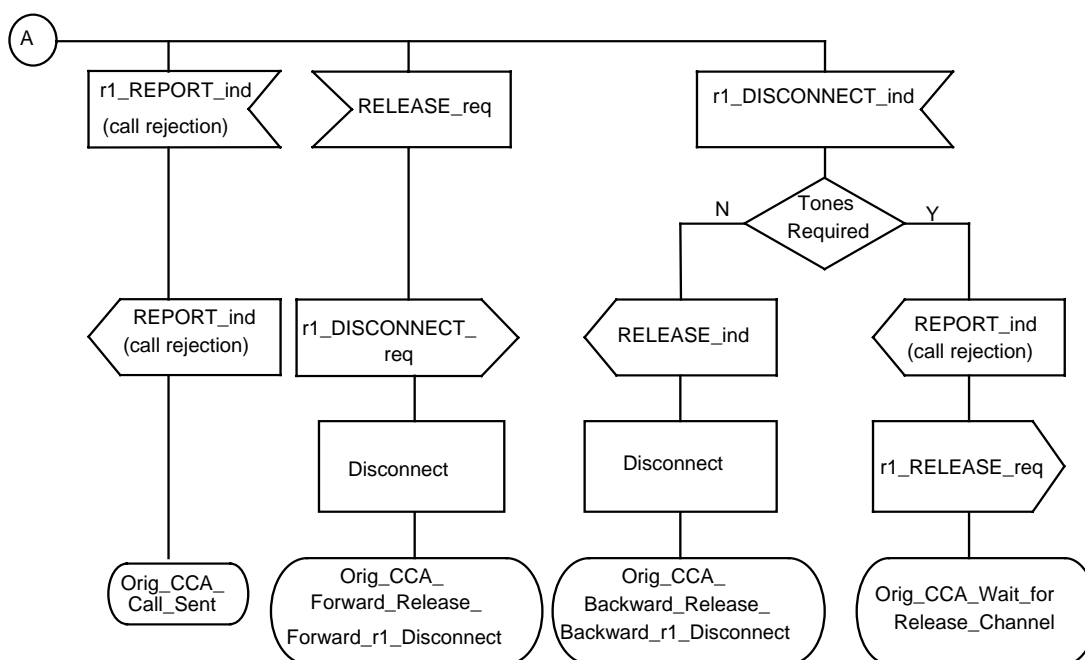 A
r1_REPORT_ind
(call rejection)
RELEASE_req
r1_DISCONNECT_ind
Tones
Required
N
Y
REPORT_ind
(call rejection)
r1_DISCONNECT_
req
RELEASE_ind
REPORT_ind
(call rejection)
Disconnect
Disconnect
r1_RELEASE_req
Orig_CCA_
Call_Sent
Orig_CCA_
Forward_Release_
Forward_r1_Disconnect
Orig_CCA_
Backward_Release_
Backward_r1_Disconnect
Orig_CCA_Wait_for
Release_Channel